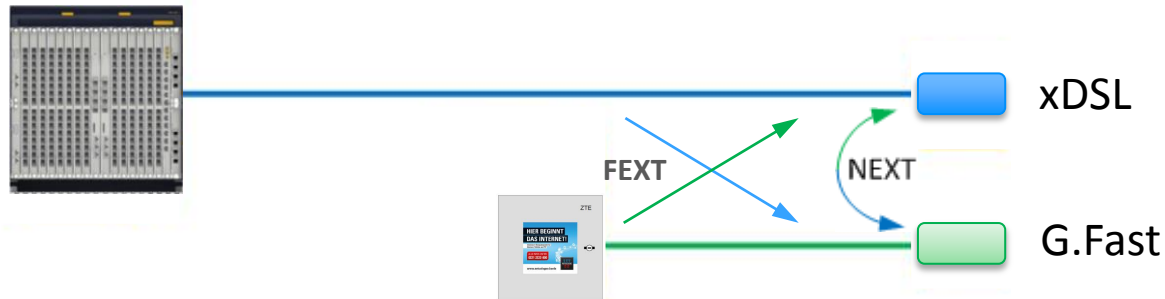 xDSL
FEXT
NEXT
ZTE
HIER BEGINNT
DAS INTERNET!
G.Fast